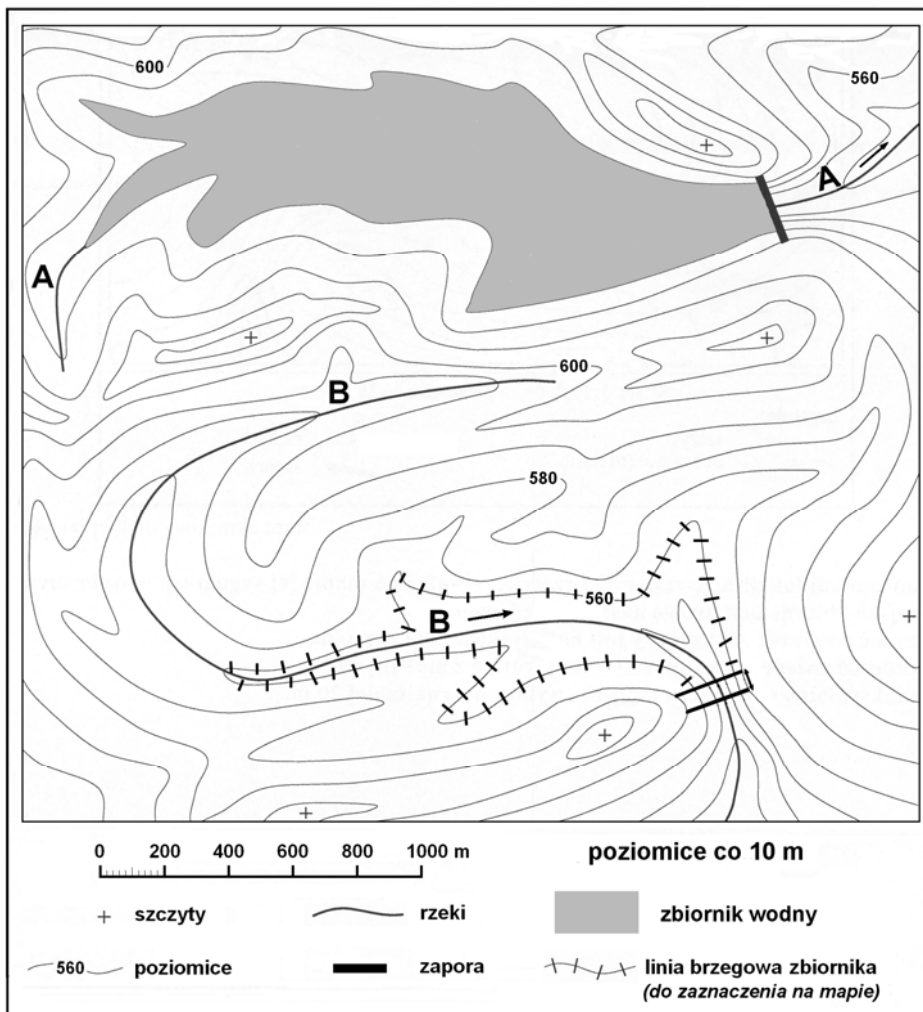 600
560
A
A
600
B
580
560
B
0 200 400 600 800 1000 m
poziomice co 10 m
szczyty
rzeki
zbiornik wodny
560 poziomice
zapora
linia brzegowa zbiornika
(do zaznaczenia na mapie)